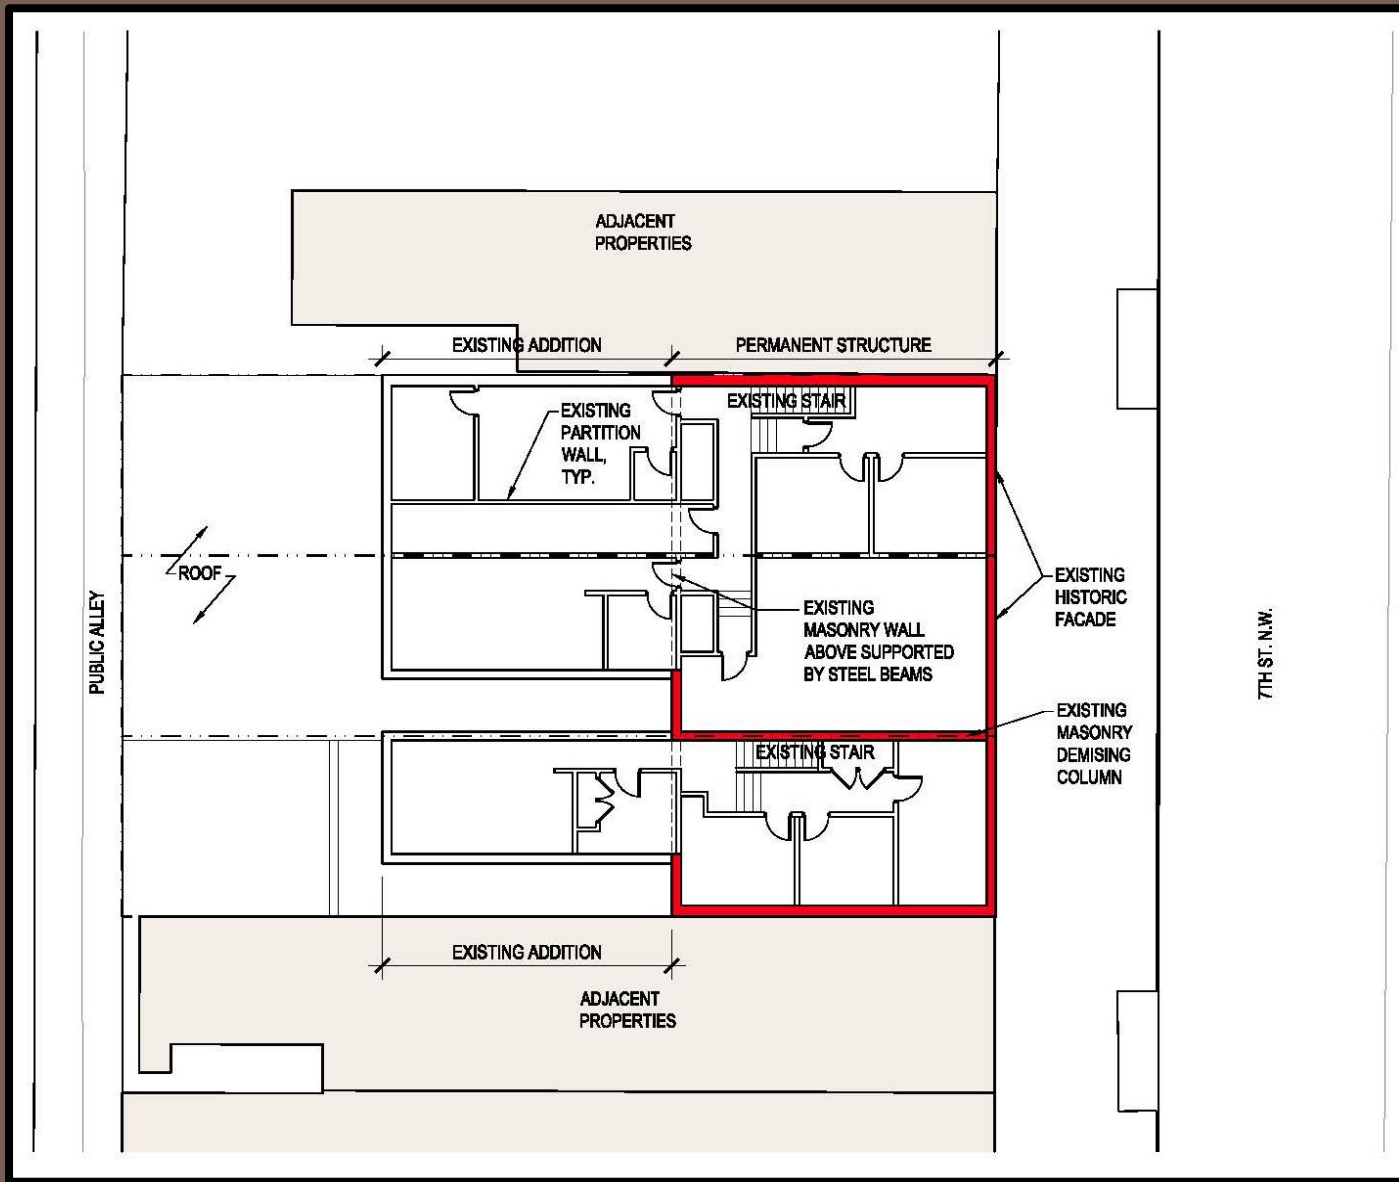 ADJACENT
PROPERTIES
EXISTING ADDITION
PERMANENT STRUCTURE
EXISTING STAIR
EXISTING
PARTITION
WALL,
TYP.
ROOF
EXISTING
HISTORIC
FACADE
PUBLIC ALLEY
EXISTING
MASONRY WALL
ABOVE SUPPORTED
BY STEEL BEAMS
7TH ST. N.W.
EXISTING
MASONRY
DEMISING
COLUMN
EXISTING STAIR
EXISTING ADDITION
ADJACENT
PROPERTIES